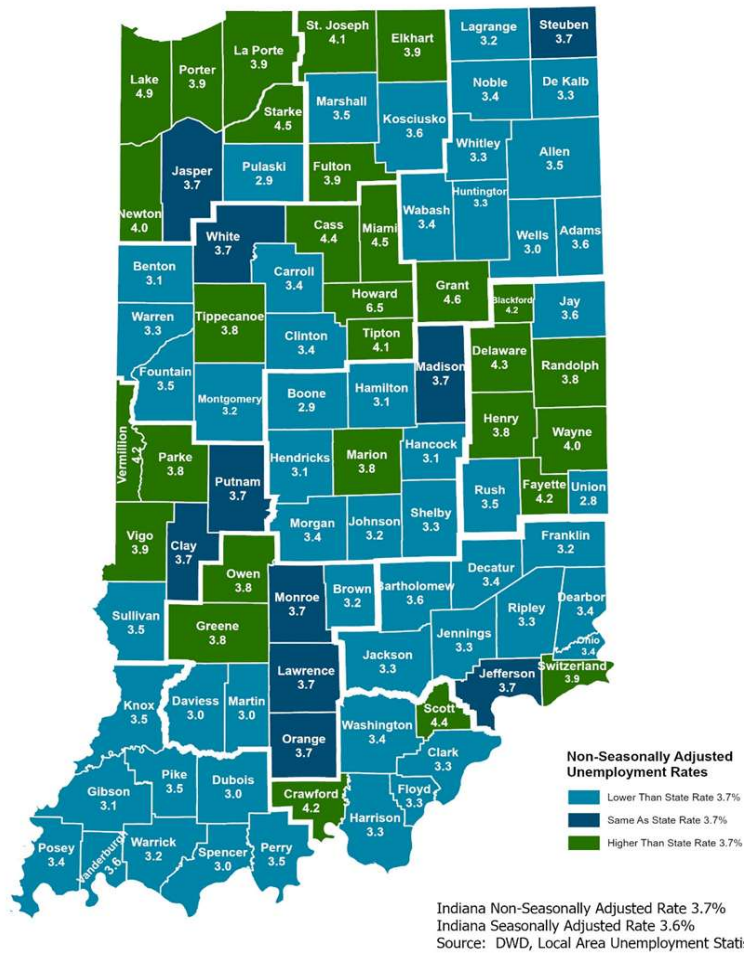 St. Joseph
4.1
Elkhart
3.9
Lagrange
3.2
Steuben
3.7
La Porte
3.9
Porter
3.9
Lake
4.9
Noble
3.4
De Kalb
3.3
Marshall
3.5
Kosciusko
3.6
Starke
4.5
Whitley
3.3
Allen
3.5
Jasper
3.7
Pulaski
2.9
Fulton
3.9
Newton
4.0
Wabash
3.4
Huntington
3.3
Wells
3.0
Adams
3.6
White
3.7
Cass
4.4
Miami
4.5
Benton
3.1
Carroll
3.4
Grant
4.6
Howard
6.5
Blackford
4.2
Jay
3.6
Warren
3.3
Tippecanoe
3.8
Clinton
3.4
Tipton
4.1
Madison
3.7
Delaware
4.3
Randolph
3.8
Fountain
3.5
Montgomery
3.2
Boone
2.9
Hamilton
3.1
Henry
3.8
Wayne
4.0
Vermillion
4.2
Parke
3.8
Putnam
3.7
Hendricks
3.1
Marion
3.8
Hancock
3.1
Rush
3.5
Fayette
4.2
Union
2.8
Vigo
3.9
Clay
3.7
Morgan
3.4
Johnson
3.2
Shelby
3.3
Franklin
3.2
Owen
3.8
Monroe
3.7
Brown
3.2
Bartholomew
3.6
Decatur
3.4
Sullivan
3.5
Greene
3.8
Ripley
3.3
Dearbor
3.4
Jennings
3.3
Ohio
3.4
Jackson
3.3
Lawrence
3.7
Jefferson
3.7
Switzerland
3.9
Knox
3.5
Daviess
3.0
Martin
3.0
Orange
3.7
Washington
3.4
Scott
4.4
Clark
3.3
Gibson
3.1
Pike
3.5
Dubois
3.0
Crawford
4.2
Floyd
3.3
Harrison
3.3
Posey
3.4
Vanderburgh
3.6
Warrick
3.2
Spencer
3.0
Perry
3.5
Non-Seasonally Adjusted
Unemployment Rates
Lower Than State Rate 3.7%
Same As State Rate 3.7%
Higher Than State Rate 3.7%
Indiana Non-Seasonally Adjusted Rate 3.7%
Indiana Seasonally Adjusted Rate 3.6%
Source: DWD, Local Area Unemployment Statis